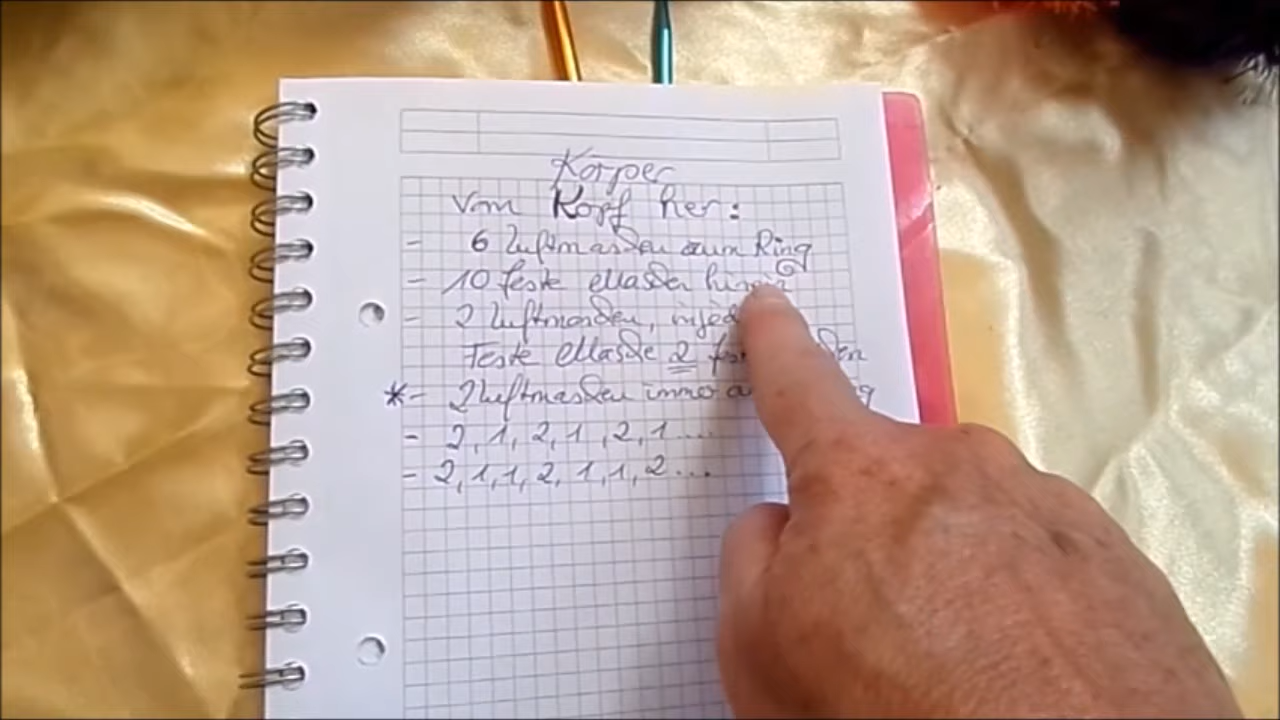 Körper
vom Kopf her:
- 6 Luftmaschen zum Ring
- 10 feste Maschen hinein
- 2 Luftmaschen, in
Feste Masche 2
*- 2 Luftmaschen immer
- 2, 1, 2, 1, 2, 1....
- 2, 1, 1, 2, 1, 1, 2...